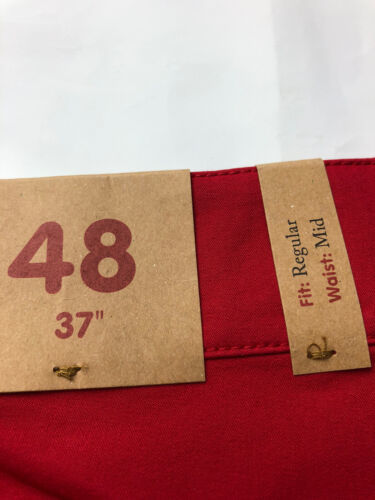 48
37"
Fit: Regular
Waist: Mid